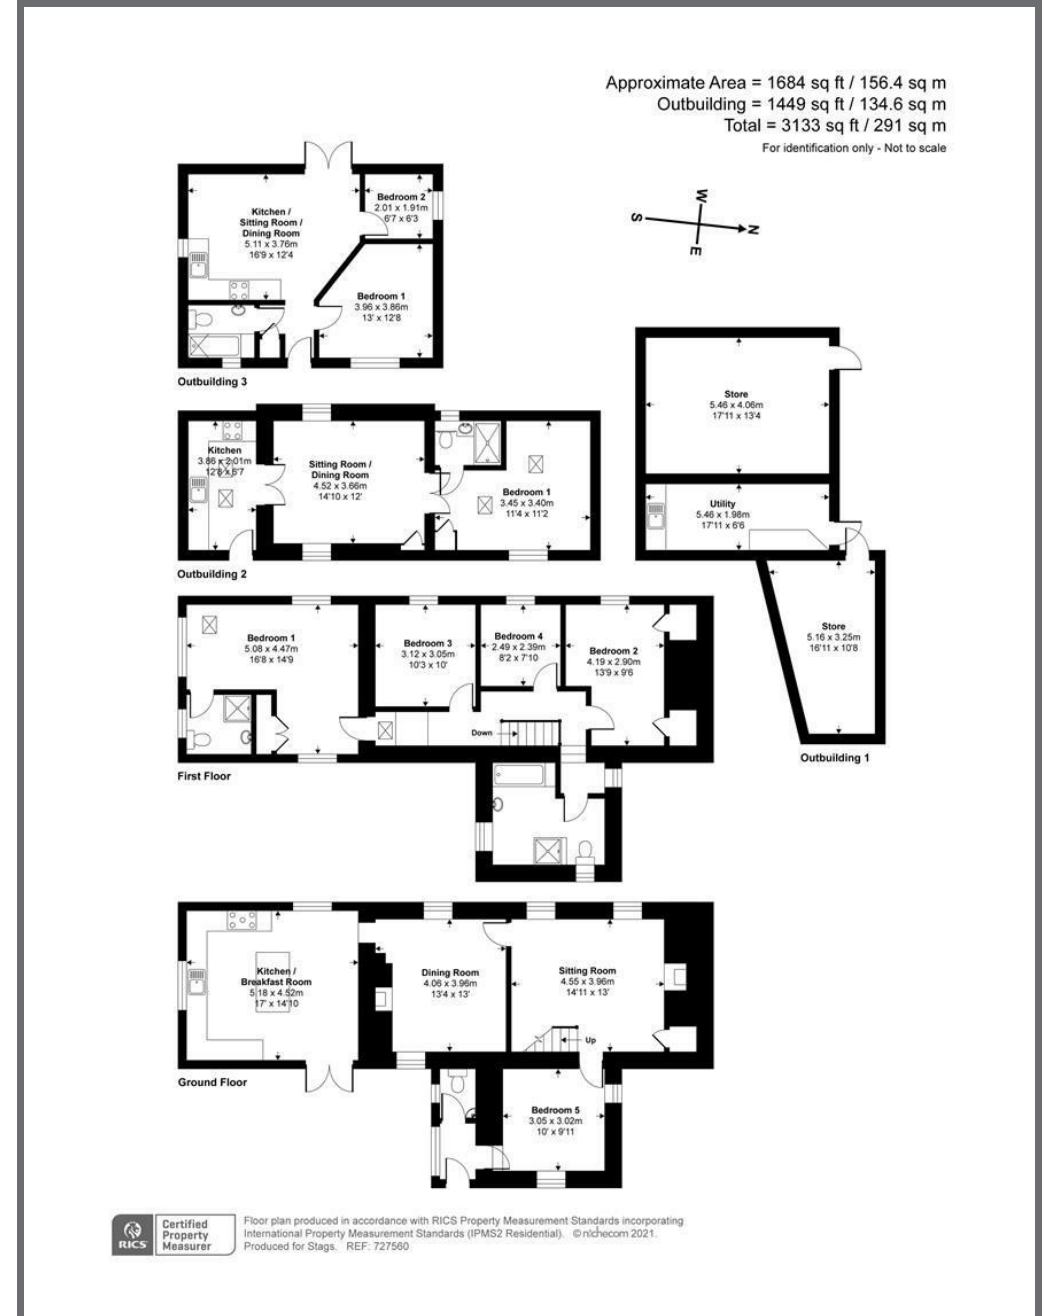 Approximate Area = 1684 sq ft / 156.4 sq m
Outbuilding = 1449 sq ft / 134.6 sq m
Total = 3133 sq ft / 291 sq m
For identification only - Not to scale
W
S
N
E
Kitchen /
Sitting Room /
Dining Room
5.11 x 3.76m
16'9 x 12'4
Bedroom 2
2.01 x 1.91m
6'7 x 6'3
Bedroom 1
3.96 x 3.86m
13' x 12'8
Outbuilding 3
Store
5.46 x 4.06m
17'11 x 13'4
Utility
5.46 x 1.98m
17'11 x 6'6
Store
5.16 x 3.25m
16'11 x 10'8
Outbuilding 1
Kitchen
3.86 x 2.01m
12'8 x 6'7
Sitting Room /
Dining Room
4.52 x 3.66m
14'10 x 12'
Bedroom 1
3.45 x 3.40m
11'4 x 11'2
Outbuilding 2
Bedroom 1
5.08 x 4.47m
16'8 x 14'9
Bedroom 3
3.12 x 3.05m
10'3 x 10'
Bedroom 4
2.49 x 2.39m
8'2 x 7'10
Bedroom 2
4.19 x 2.90m
13'9 x 9'6
Down
First Floor
Kitchen /
Breakfast Room
5.18 x 4.52m
17' x 14'10
Dining Room
4.06 x 3.96m
13'4 x 13'
Sitting Room
4.55 x 3.96m
14'11 x 13'
Up
Ground Floor
Bedroom 5
3.05 x 3.02m
10' x 9'11
RICS
Certified
Property
Measurer
Floor plan produced in accordance with RICS Property Measurement Standards incorporating
International Property Measurement Standards (IPMS2 Residential). © nichecom 2021.
Produced for Stags. REF: 727560